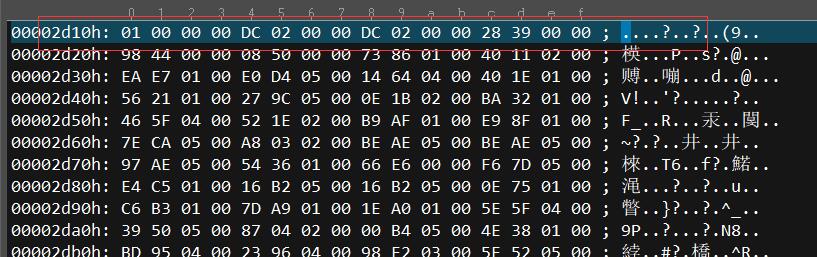 0 1 2 3 4 5 6 7 8 9 a b c d e f
00002d10h: 01 00 00 00 DC 02 00 00 DC 02 00 00 28 39 00 00 ; ....?..?..(9..
00002d20h: 98 44 00 00 08 50 00 00 73 86 01 00 40 11 02 00 ; 楧...P..s?.@...
00002d30h: EA E7 01 00 E0 D4 05 00 14 64 04 00 40 1E 01 00 ; 赙..嘣...d..@...
00002d40h: 56 21 01 00 27 9C 05 00 0E 1B 02 00 BA 32 01 00 ; V!..'?.....?..
00002d50h: 46 5F 04 00 52 1E 02 00 B9 AF 01 00 E9 8F 01 00 ; F_..R...汞..閺..
00002d60h: 7E CA 05 00 A8 03 02 00 BE AE 05 00 BE AE 05 00 ; ~?.?..井..井..
00002d70h: 97 AE 05 00 54 36 01 00 66 E6 00 00 F6 7D 05 00 ; 棶..T6..f?.鰙..
00002d80h: E4 C5 01 00 16 B2 05 00 16 B2 05 00 0E 75 01 00 ; 渑...?..?..u..
00002d90h: C6 B3 01 00 7D A9 01 00 1E A0 01 00 5E 5F 04 00 ; 瞥..}?..?.^_..
00002da0h: 39 50 05 00 87 04 02 00 00 B4 05 00 4E 38 01 00 ; 9P..?...?.N8..
00002db0h: BD 95 04 00 23 96 04 00 98 F2 03 00 5E 52 05 00 ; 綍..#?.橋..^R..